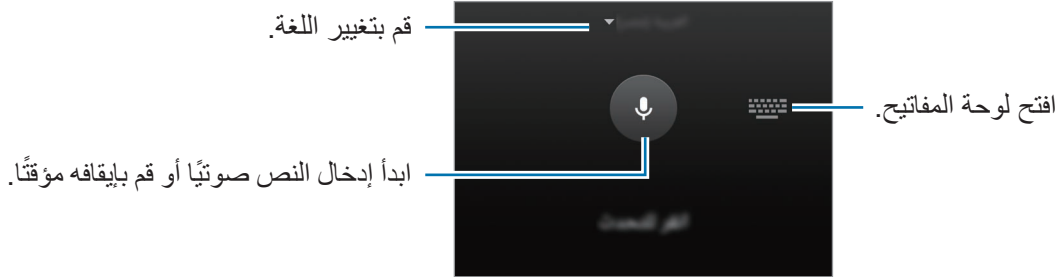 قم بتغيير اللغة.
افتح لوحة المفاتيح.
ابدأ إدخال النص صوتيًا أو قم بإيقافه مؤقتًا.